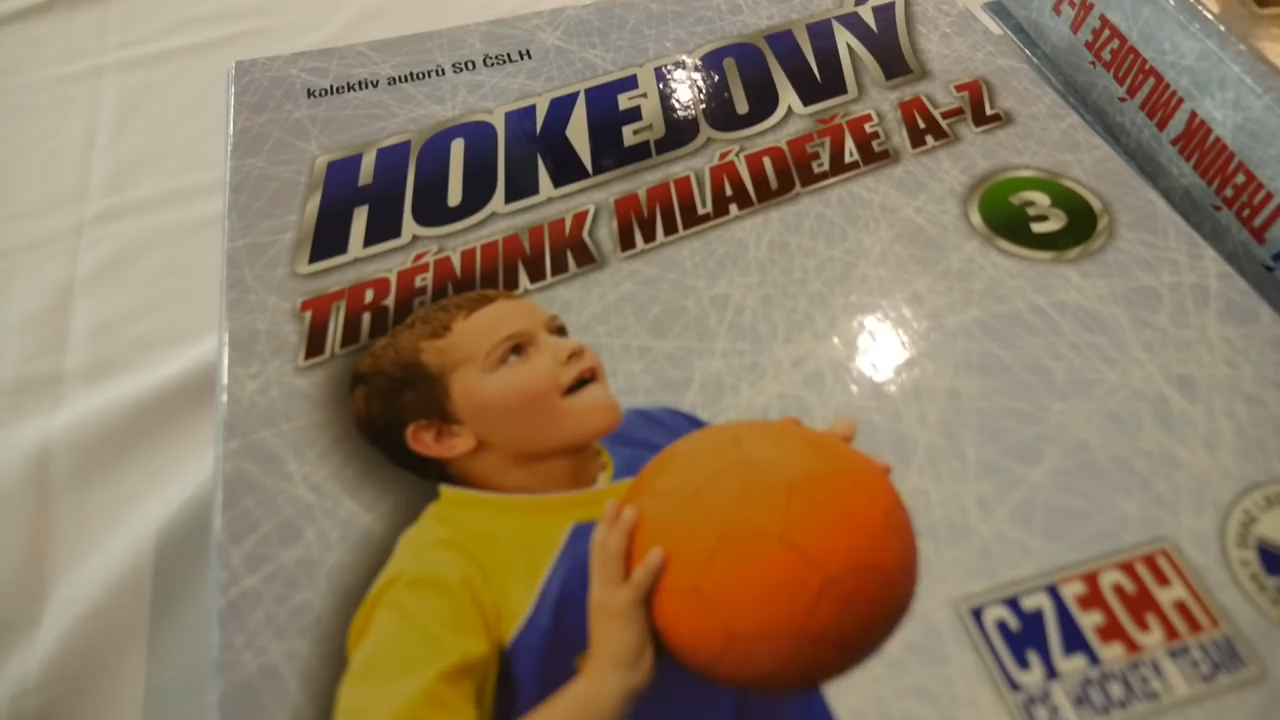 kolektiv autorů SO ČSLH
HOKEJOVÝ
TRÉNINK MLÁDEŽE A-Z
3
TRÉNINK MLÁDEŽE A-Z
CZECH
ICE HOCKEY TEAM